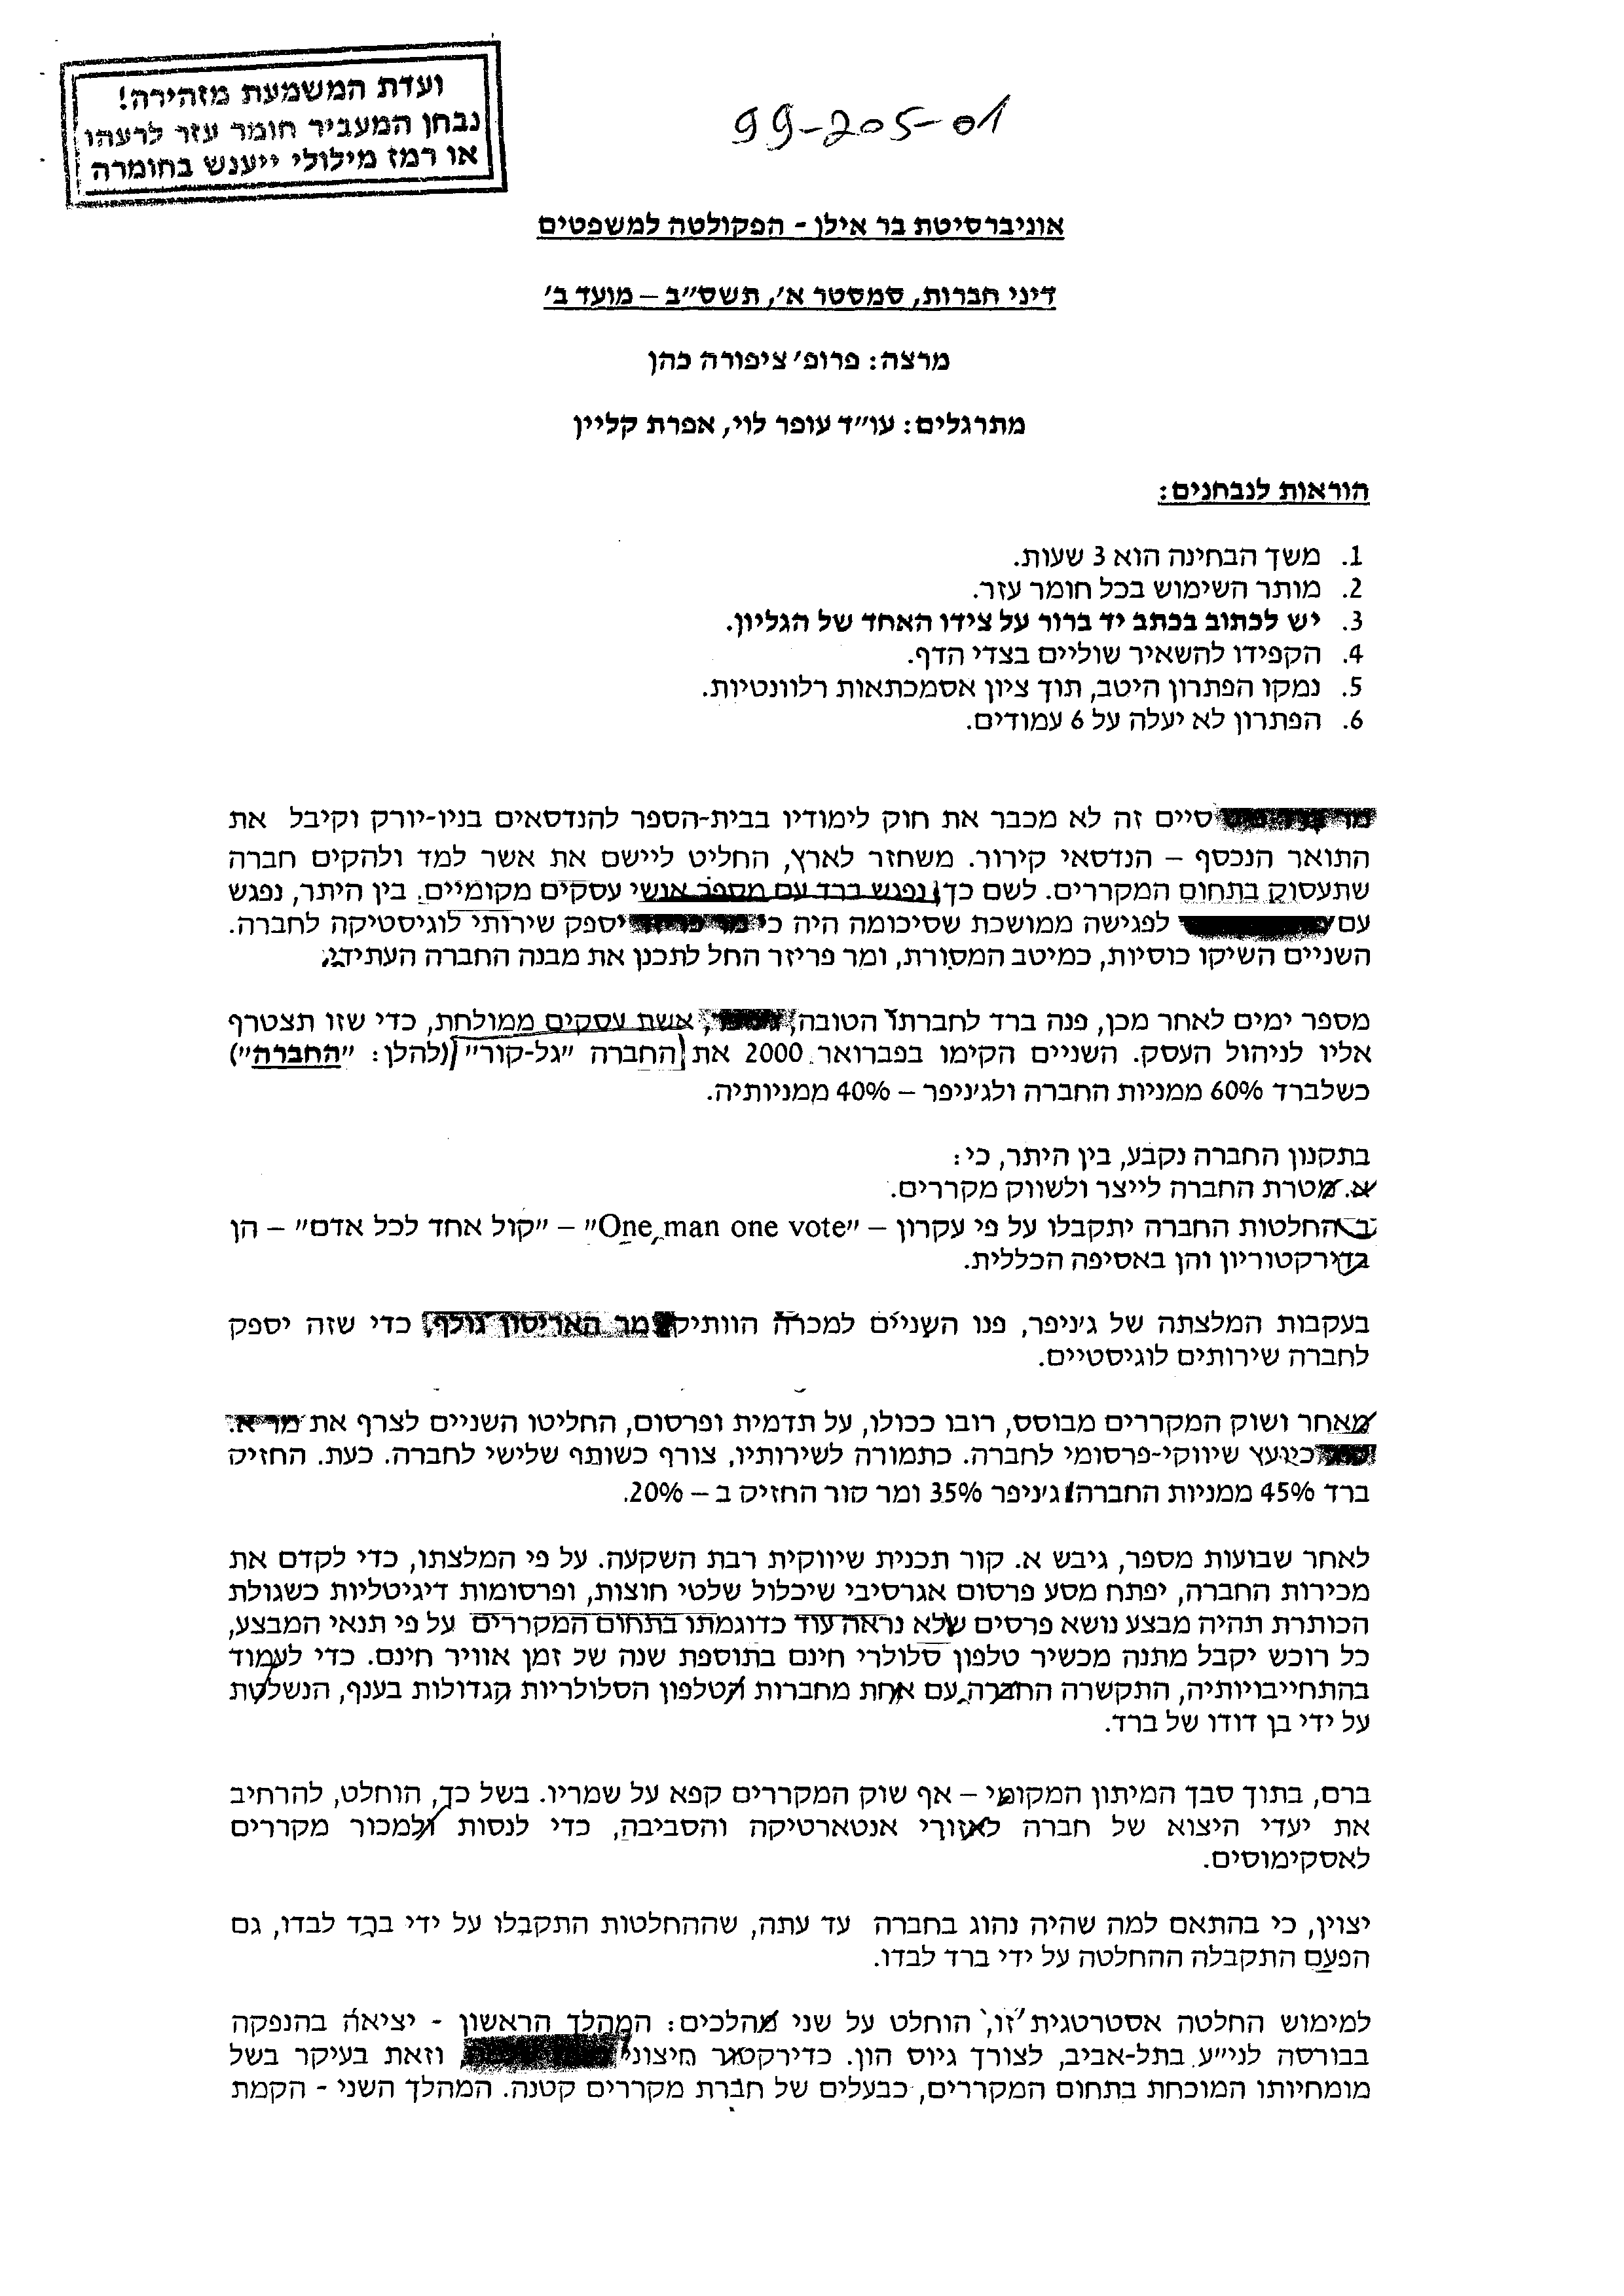 ועדת המשמעת מזהירה!
נבחן המעביר חומר עזר לרעהו
או רמז מילולי ייענש בחומרה
99-205-01
אוניברסיטת בר אילן - הפקולטה למשפטים
דיני חברות, סמסטר א', תשס"ב – מועד ב'
מרצה: פרופ' ציפורה כהן
מתרגלים: עו"ד עופר לוי, אפרת קליין
הוראות לנבחנים:
1. משך הבחינה הוא 3 שעות.
2. מותר השימוש בכל חומר עזר.
3. יש לכתוב בכתב יד ברור על צידו האחד של הגליון.
4. הקפידו להשאיר שוליים בצדי הדף.
5. נמקו הפתרון היטב, תוך ציון אסמכתאות רלוונטיות.
6. הפתרון לא יעלה על 6 עמודים.
סיים זה לא מכבר את חוק לימודיו בבית-הספר להנדסאים בניו-יורק וקיבל את
התואר הנכסף – הנדסאי קירור. משחזר לארץ, החליט ליישם את אשר למד ולהקים חברה
שתעסוק בתחום המקררים. לשם כך נפגש ברד עם מספר אנשי עסקים מקומיים. בין היתר, נפגש
עם לפגישה ממושכת שסיכומה היה כי מר פריזר יספק שירותי לוגיסטיקה לחברה.
השניים השיקו כוסיות, כמיטב המסורת, ומר פריזר החל לתכנן את מבנה החברה העתידי.
מספר ימים לאחר מכן, פנה ברד לחברתו הטובה, אשת עסקים ממולחת, כדי שזו תצטרף
אליו לניהול העסק. השניים הקימו בפברואר 2000 את החברה "גל-קור" (להלן: "החברה")
כשלברד 60% ממניות החברה ולג'ניפר – 40% ממניותיה.
בתקנון החברה נקבע, בין היתר, כי:
א. מטרת החברה לייצר ולשווק מקררים.
ב. החלטות החברה יתקבלו על פי עקרון – "One man one vote" – "קול אחד לכל אדם" – הן
בדירקטוריון והן באסיפה הכללית.
בעקבות המלצתה של ג'ניפר, פנו השניים למכרה הוותיק, מר האריסון גולף, כדי שזה יספק
לחברה שירותים לוגיסטיים.
מאחר ושוק המקררים מבוסס, רובו ככולו, על תדמית ופרסום, החליטו השניים לצרף את מר א.
כיועץ שיווקי-פרסומי לחברה. כתמורה לשירותיו, צורף כשותף שלישי לחברה. כעת, החזיק
ברד 45% ממניות החברה, ג'ניפר 35% ומר קור החזיק ב – 20%.
לאחר שבועות מספר, גיבש א. קור תכנית שיווקית רבת השקעה. על פי המלצתו, כדי לקדם את
מכירות החברה, יפתח מסע פרסום אגרסיבי שיכלול שלטי חוצות, ופרסומות דיגיטליות כשגולת
הכותרת תהיה מבצע נושא פרסים שלא נראה עוד כדוגמתו בתחום המקררים. על פי תנאי המבצע,
כל רוכש יקבל מתנה מכשיר טלפון סלולרי חינם בתוספת שנה של זמן אוויר חינם. כדי לעמוד
בהתחייבויותיה, התקשרה החברה עם אחת מחברות הטלפון הסלולריות הגדולות בענף, הנשלטת
על ידי בן דודו של ברד.
ברם, בתוך סבך המיתון המקומי – אף שוק המקררים קפא על שמריו. בשל כך, הוחלט, להרחיב
את יעדי היצוא של חברה לאזורי אנטארטיקה והסביבה, כדי לנסות ולמכור מקררים
לאסקימוסים.
יצוין, כי בהתאם למה שהיה נהוג בחברה עד עתה, שההחלטות התקבלו על ידי ברד לבדו, גם
הפעם התקבלה ההחלטה על ידי ברד לבדו.
למימוש החלטה אסטרטגית זו, הוחלט על שני מהלכים: המהלך הראשון - יציאה בהנפקה
בבורסה לני"ע בתל-אביב, לצורך גיוס הון. כדירקטור חיצוני וזאת בעיקר בשל
מומחיותו המוכחת בתחום המקררים, כבעלים של חברת מקררים קטנה. המהלך השני - הקמת